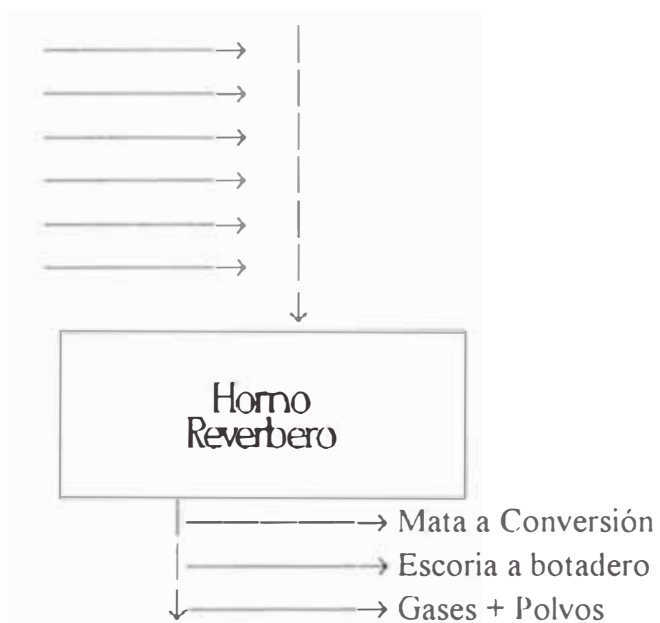 Horno
Reverbero
Mata a Conversión
Escoria a botadero
Gases + Polvos